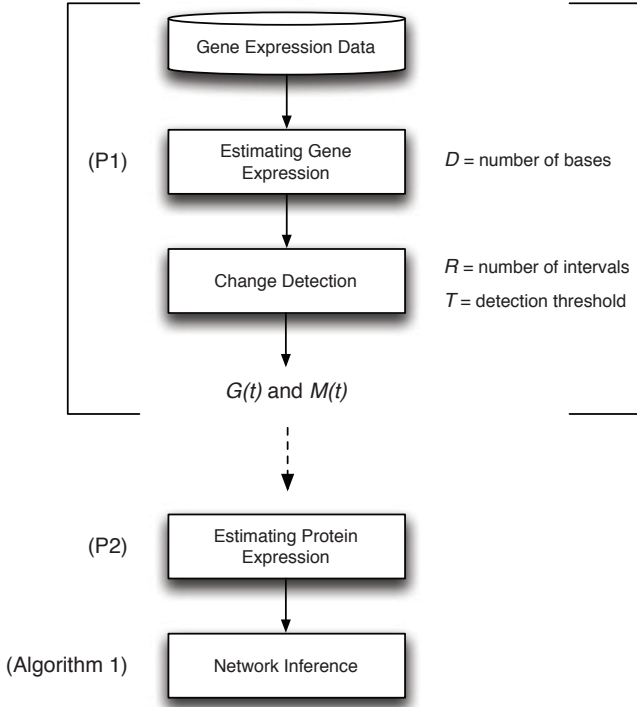 Gene Expression Data
(P1)
Estimating Gene
Expression
D = number of bases
Change Detection
R = number of intervals
T = detection threshold
G(t) and M(t)
(P2)
Estimating Protein
Expression
(Algorithm 1)
Network Inference